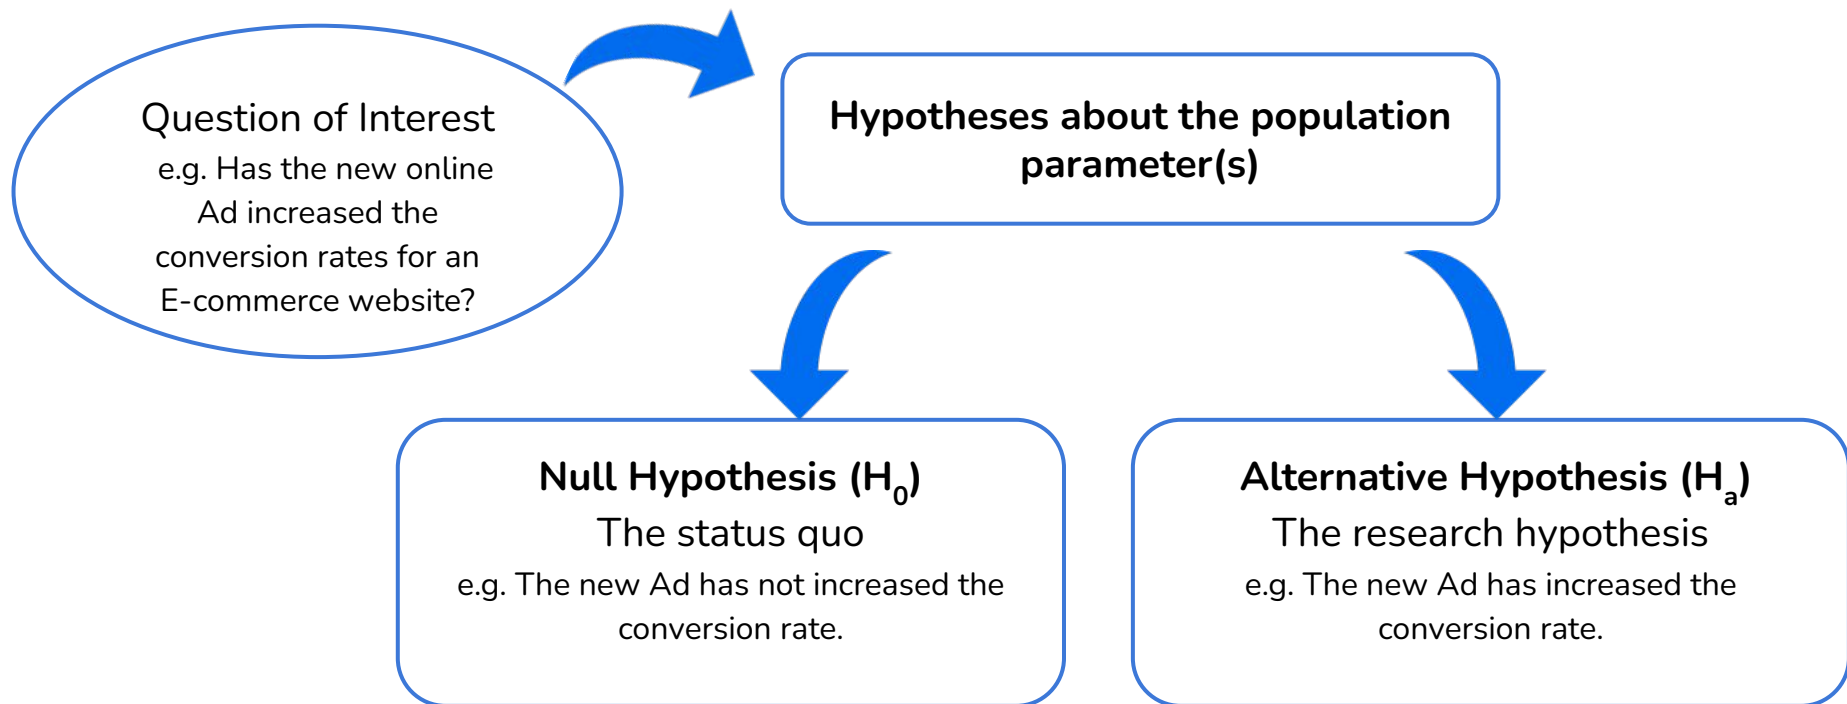 Question of Interest
e.g. Has the new online
Ad increased the
conversion rates for an
E-commerce website?
Hypotheses about the population
parameter(s)
Null Hypothesis (H0)
The status quo
e.g. The new Ad has not increased the
conversion rate.
Alternative Hypothesis (Ha)
The research hypothesis
e.g. The new Ad has increased the
conversion rate.